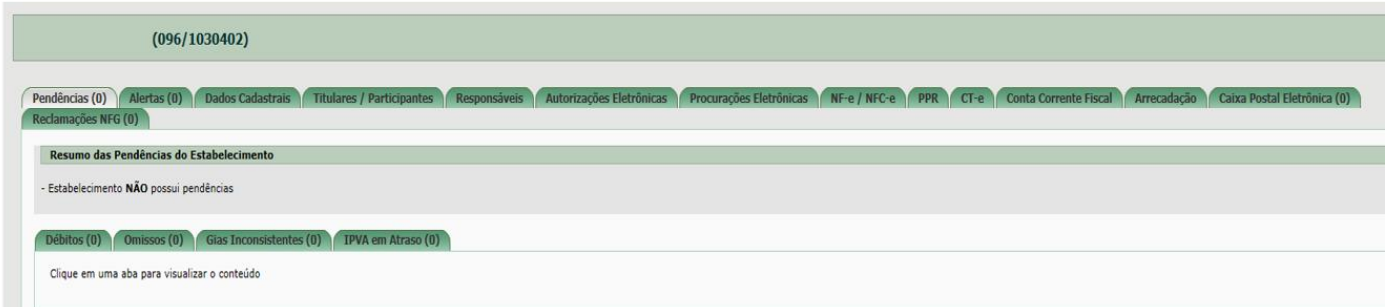 (096/1030402)
Pendências (0) Alertas (0) Dados Cadastrais Titulares / Participantes Responsáveis Autorizações Eletrônicas Procurações Eletrônicas NF-e / NFC-e PPR CT-e Conta Corrente Fiscal Arrecadação Caixa Postal Eletrônica (0)
Reclamações NFG (0)
Resumo das Pendências do Estabelecimento
- Estabelecimento NÃO possui pendências
Débitos (0) Omissos (0) Gias Inconsistentes (0) IPVA em Atraso (0)
Clique em uma aba para visualizar o conteúdo